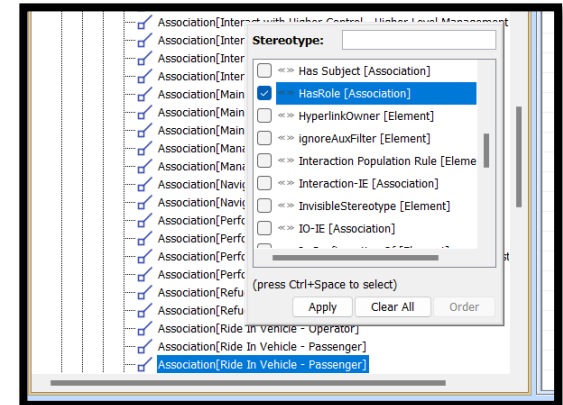 Association[Interact with Higher Control - Higher Level Management
Association[Inter
Association[Inter
Association[Inter
Association[Main
Association[Main
Association[Main
Association[Mana
Association[Mana
Association[Navig
Association[Navig
Association[Perfo
Association[Perfo
Association[Perfo
Association[Perfo
Association[Refu
Association[Refu
Association[Ride In Vehicle - Operator]
Association[Ride In Vehicle - Passenger]
Association[Ride In Vehicle - Passenger]
Stereotype:
«» Has Subject [Association]
«» HasRole [Association]
«» HyperlinkOwner [Element]
«» ignoreAuxFilter [Element]
«» Interaction Population Rule [Eleme
«» Interaction-IE [Association]
«» InvisibleStereotype [Element]
«» IO-IE [Association]
(press Ctrl+Space to select)
Apply Clear All Order